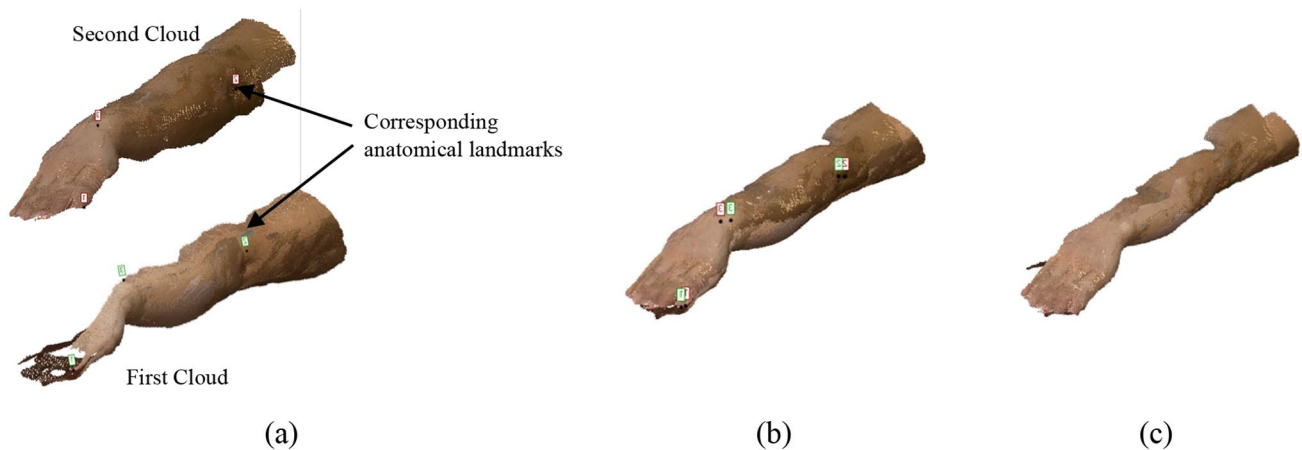 Second Cloud
Corresponding
anatomical landmarks
First Cloud
(a)
(b)
(c)